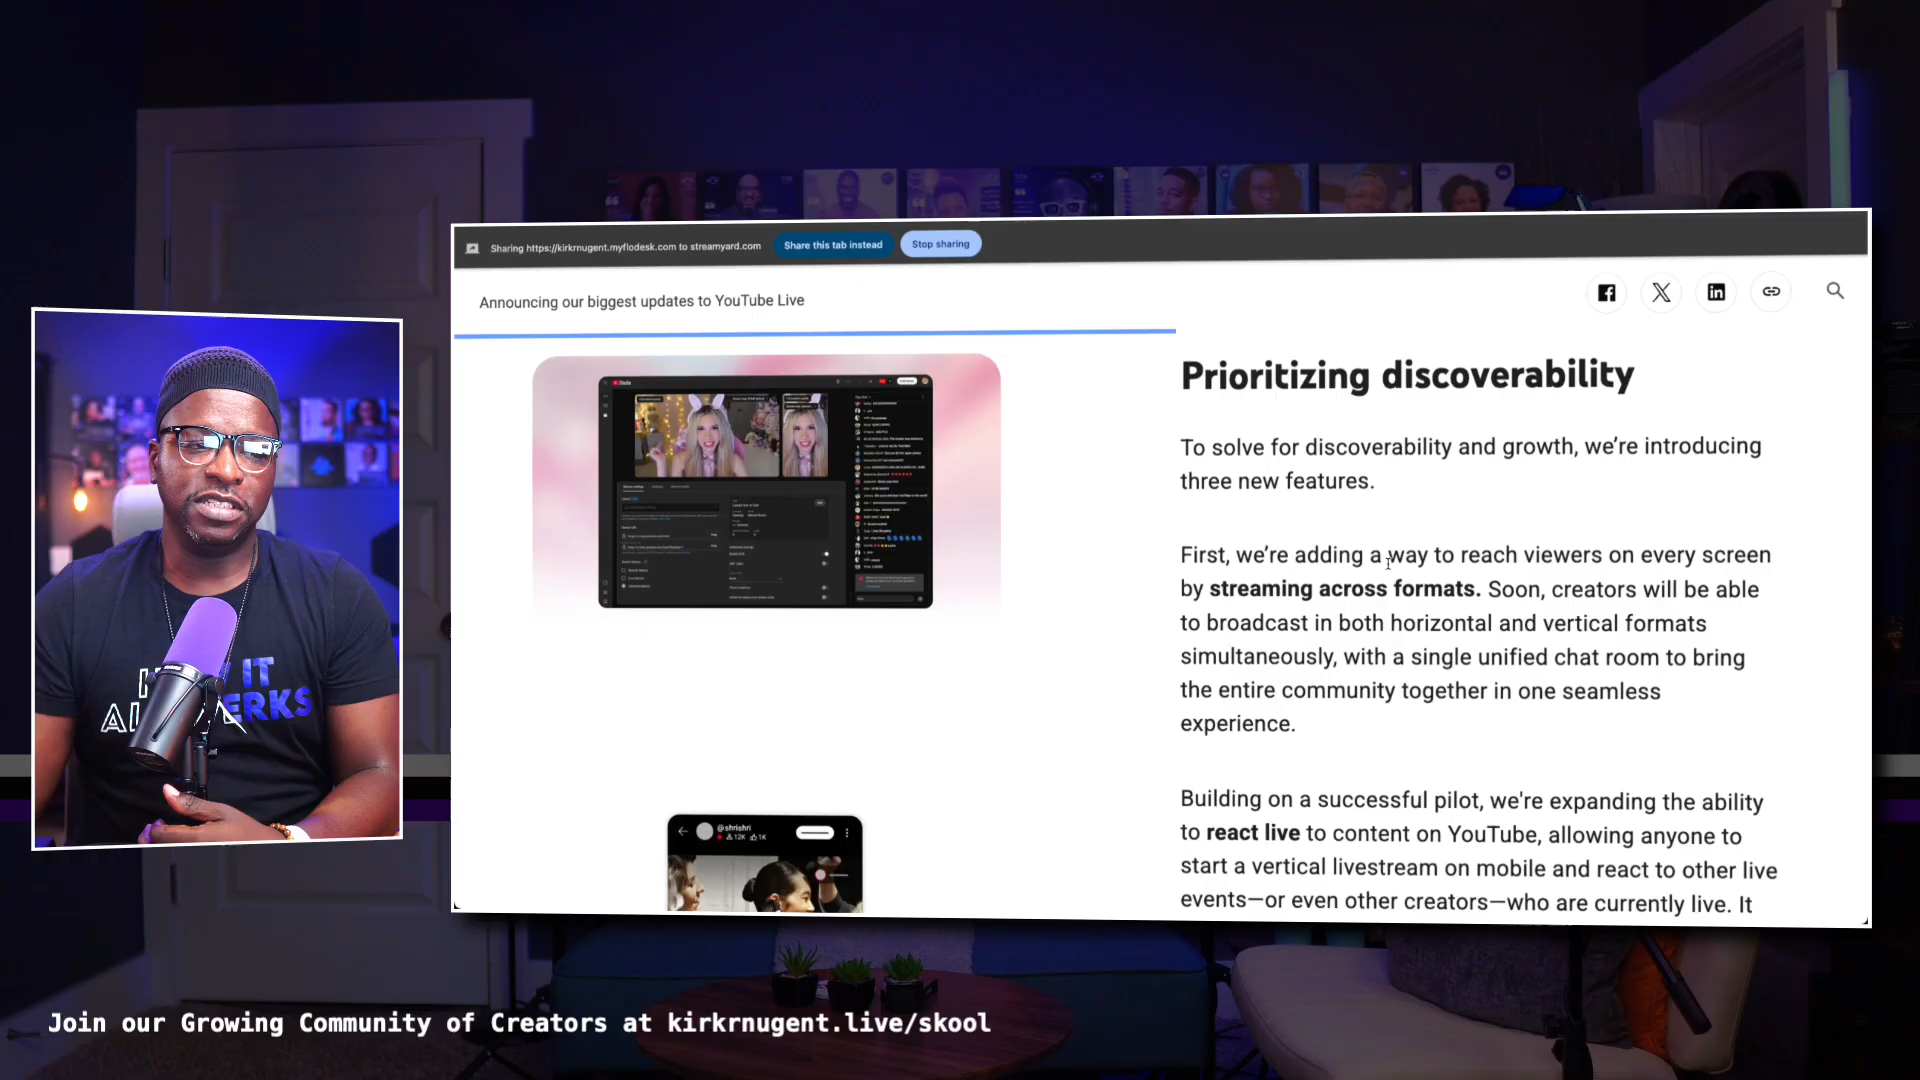 Sharing https://kirkrnugent.myflodesk.com to streamyard.com
Share this tab instead
Stop sharing
Announcing our biggest updates to YouTube Live
Prioritizing discoverability
To solve for discoverability and growth, we’re introducing
three new features.
First, we’re adding a way to reach viewers on every screen
by streaming across formats. Soon, creators will be able
to broadcast in both horizontal and vertical formats
simultaneously, with a single unified chat room to bring
the entire community together in one seamless
experience.
Building on a successful pilot, we're expanding the ability
to react live to content on YouTube, allowing anyone to
start a vertical livestream on mobile and react to other live
events—or even other creators—who are currently live. It
@shrishri
12K 1K
IT
ERKS
Join our Growing Community of Creators at kirkrnugent.live/skool